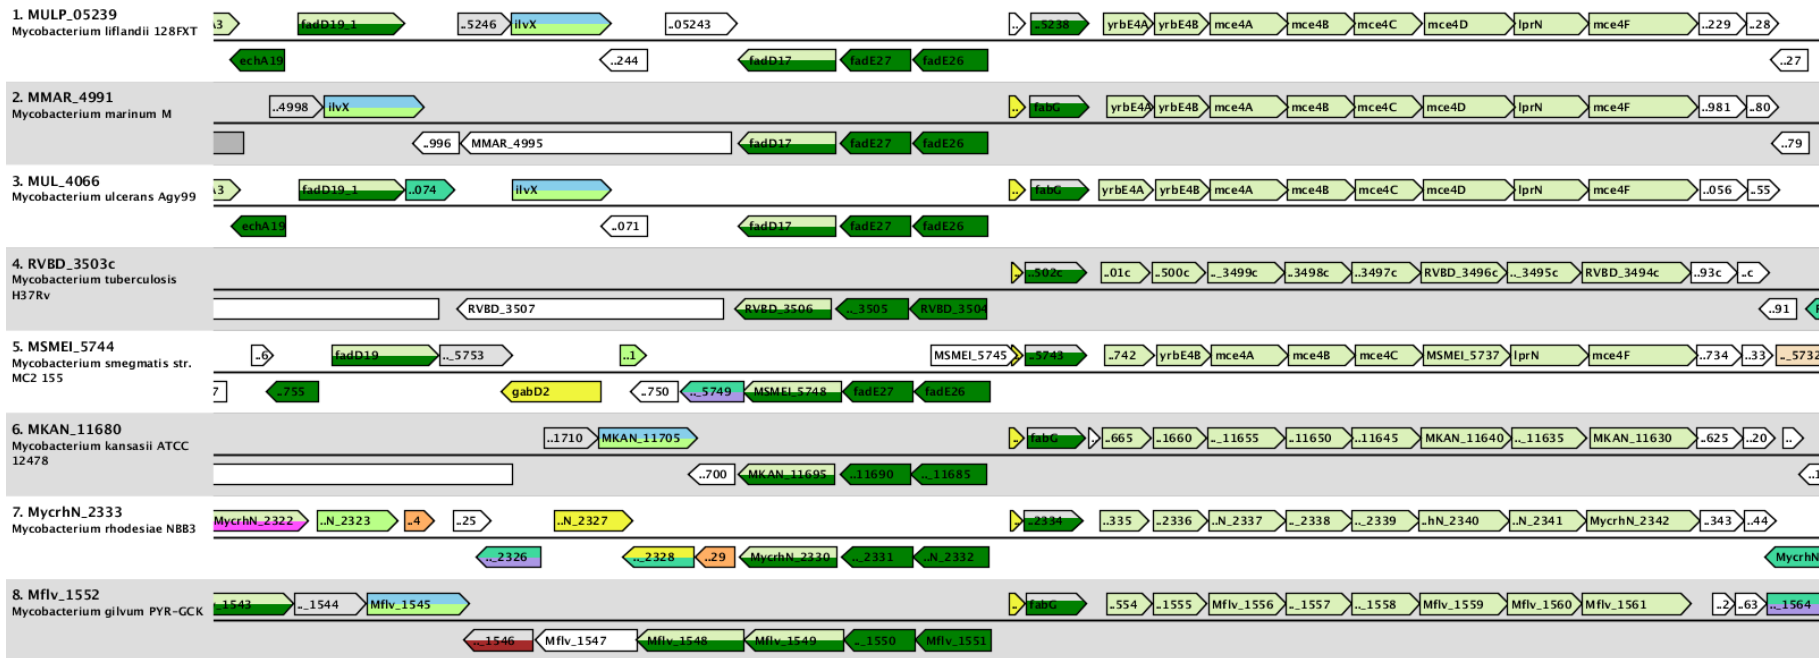 1. MULP_05239
Mycobacterium liflandii 128FXT
..3 fadD19_1 ..5246 ilvX ..05243 .. ..5238 yrbE4A yrbE4B mce4A mce4B mce4C mce4D lprN mce4F ..229 ..28
echA19 ..244 fadD17 fadE27 fadE26 ..27
2. MMAR_4991
Mycobacterium marinum M
..4998 ilvX .. fabG yrbE4A yrbE4B mce4A mce4B mce4C mce4D lprN mce4F ..981 ..80
..996 MMAR_4995 fadD17 fadE27 fadE26 ..79
3. MUL_4066
Mycobacterium ulcerans Agy99
..3 fadD19_1 ..074 ilvX .. fabG yrbE4A yrbE4B mce4A mce4B mce4C mce4D lprN mce4F ..056 ..55
echA19 ..071 fadD17 fadE27 fadE26
4. RVBD_3503c
Mycobacterium tuberculosis
H37Rv
..502c ..01c ..500c .._3499c ..3498c ..3497c RVBD_3496c .._3495c RVBD_3494c ..93c ..c
RVBD_3507 RVBD_3506 .._3505 RVBD_3504 ..91
5. MSMEI_5744
Mycobacterium smegmatis str.
MC2 155
..6 fadD19 .._5753 ..1 MSMEI_5745 ..5743 ..742 yrbE4B mce4A mce4B mce4C MSMEI_5737 lprN mce4F ..734 ..33 .._5732
7 ..755 gabD2 ..750 .._5749 MSMEI_5748 fadE27 fadE26
6. MKAN_11680
Mycobacterium kansasii ATCC
12478
..1710 MKAN_11705 .. fabG . ..665 ..1660 .._11655 ..11650 ..11645 MKAN_11640 .._11635 MKAN_11630 ..625 ..20 ..
..700 MKAN_11695 ..11690 .._11685 ..1
7. MycrhN_2333
Mycobacterium rhodesiae NBB3
MycrhN_2322 ..N_2323 ..4 ..25 ..N_2327 .. ..2334 ..335 ..2336 ..N_2337 .._2338 .._2339 ..hN_2340 ..N_2341 MycrhN_2342 ..343 ..44
.._2326 .._2328 ..29 MycrhN_2330 .._2331 ..N_2332 MycrhN
8. Mflv_1552
Mycobacterium gilvum PYR-GCK
_1543 .._1544 Mflv_1545 .. fabG ..554 ..1555 Mflv_1556 .._1557 .._1558 Mflv_1559 Mflv_1560 Mflv_1561 ..2 ..63 .._1564
.._1546 Mflv_1547 Mflv_1548 Mflv_1549 .._1550 Mflv_1551